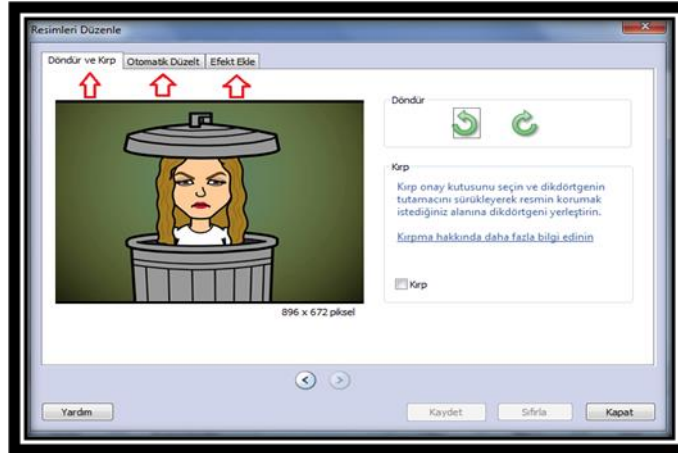 Resimleri Düzenle
Döndür ve Kırp
Otomatik Düzelt
Efekt Ekle
Döndür
Kırp
Kırp onay kutusunu seçin ve dikdörtgenin
tutamacını sürükleyerek resmin korumak
istediğiniz alanına dikdörtgeni yerleştirin.
Kırpma hakkında daha fazla bilgi edinin
Kırp
896 x 672 piksel
Yardım
Kaydet
Sıfırla
Kapat